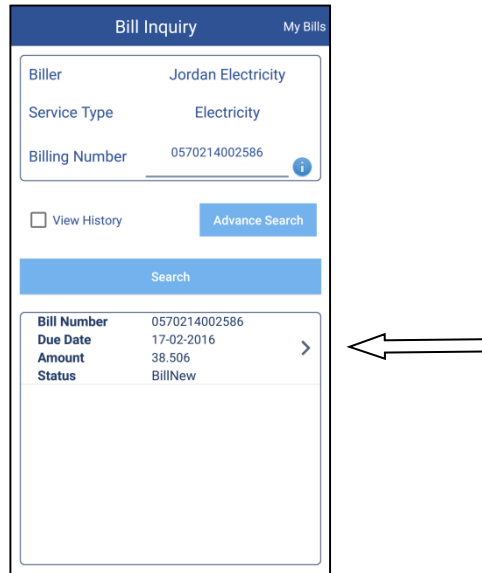 Bill Inquiry My Bills
Biller Jordan Electricity
Service Type Electricity
Billing Number 0570214002586
i
View History Advance Search
Search
Bill Number 0570214002586
Due Date 17-02-2016
Amount 38.506
Status BillNew